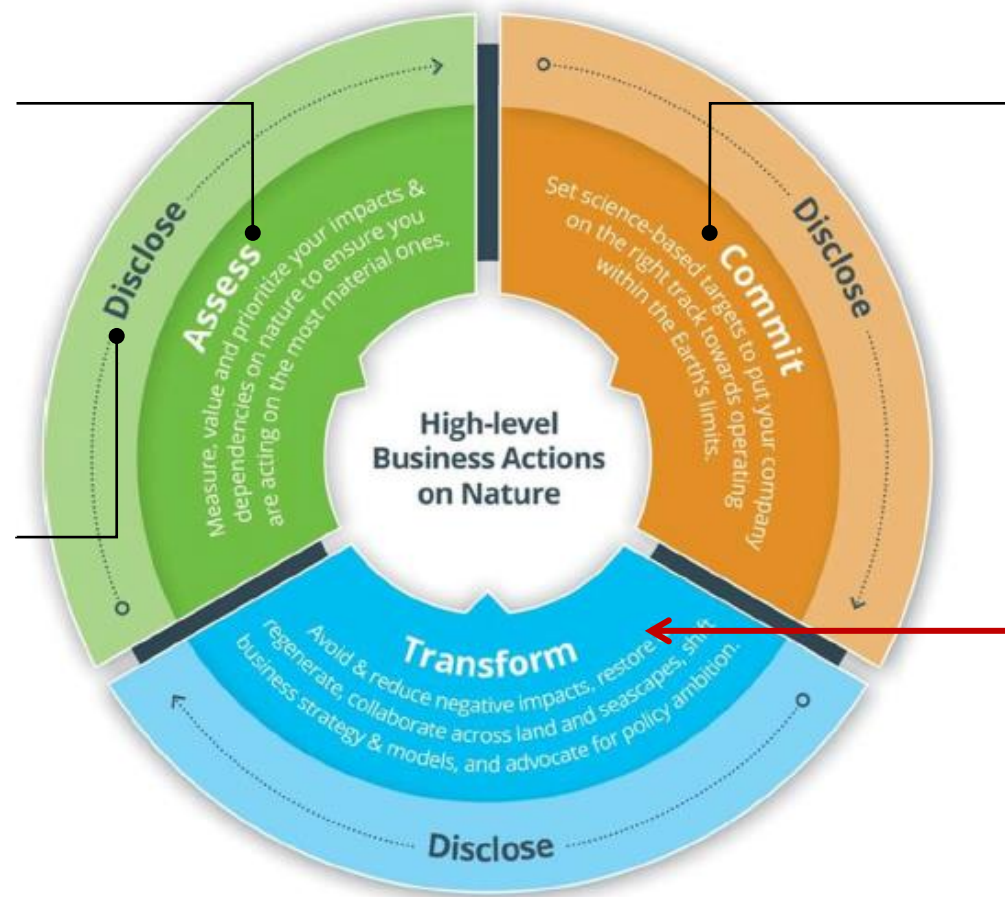 Disclose
Assess
Measure, value and prioritize your impacts &
dependencies on nature to ensure you
are acting on the most material ones.
Disclose
Commit
Set science-based targets to put your company
on the right track towards operating
within the Earth's limits.
High-level
Business Actions
on Nature
Transform
Avoid & reduce negative impacts, restore
regenerate, collaborate across land and seascapes, shift
business strategy & models, and advocate for policy ambition.
Disclose